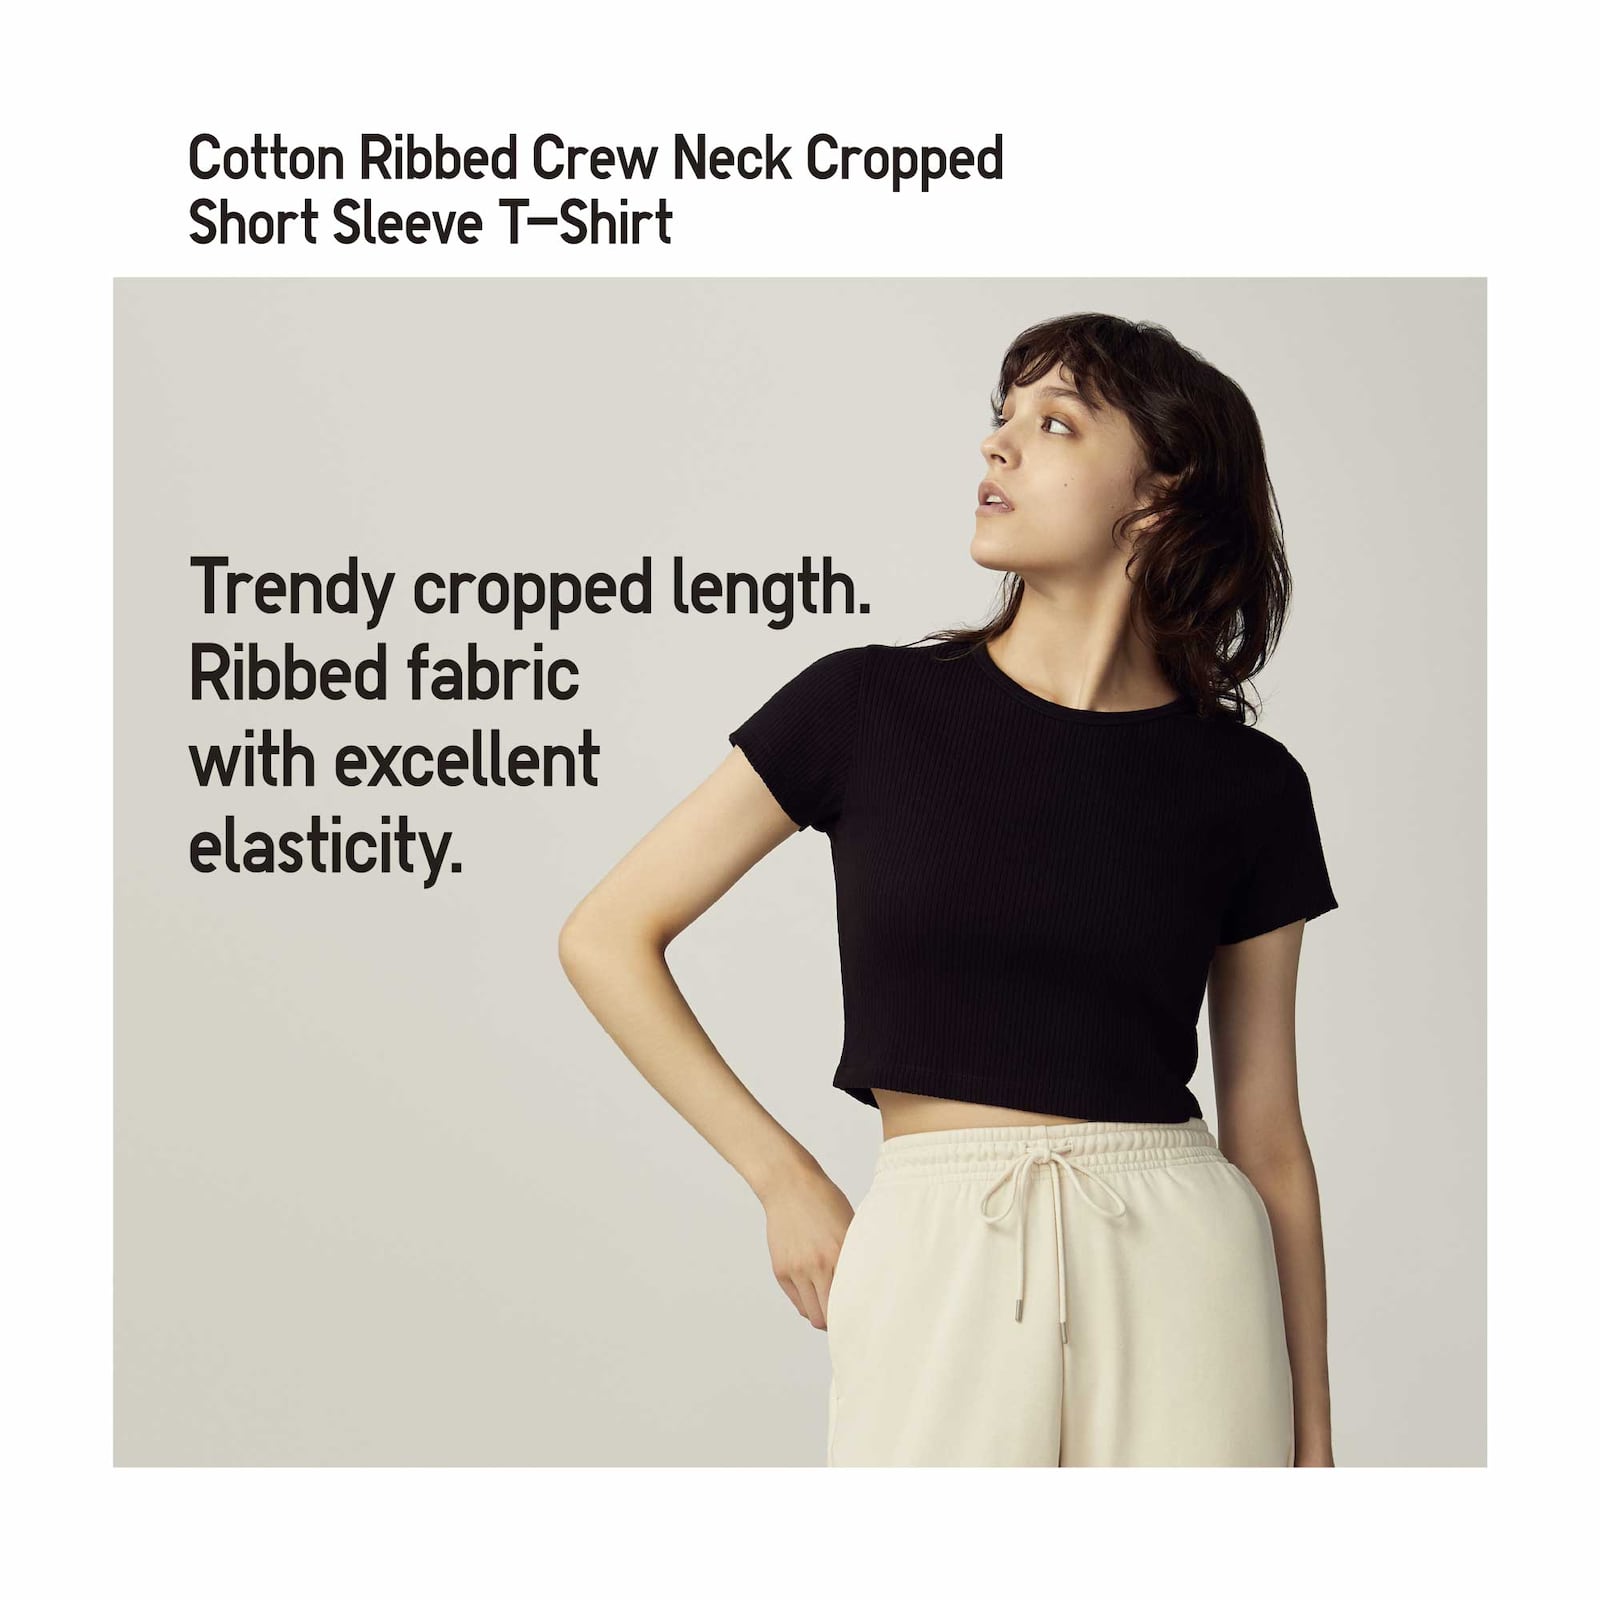 Cotton Ribbed Crew Neck Cropped
Short Sleeve T–Shirt
Trendy cropped length.
Ribbed fabric
with excellent
elasticity.